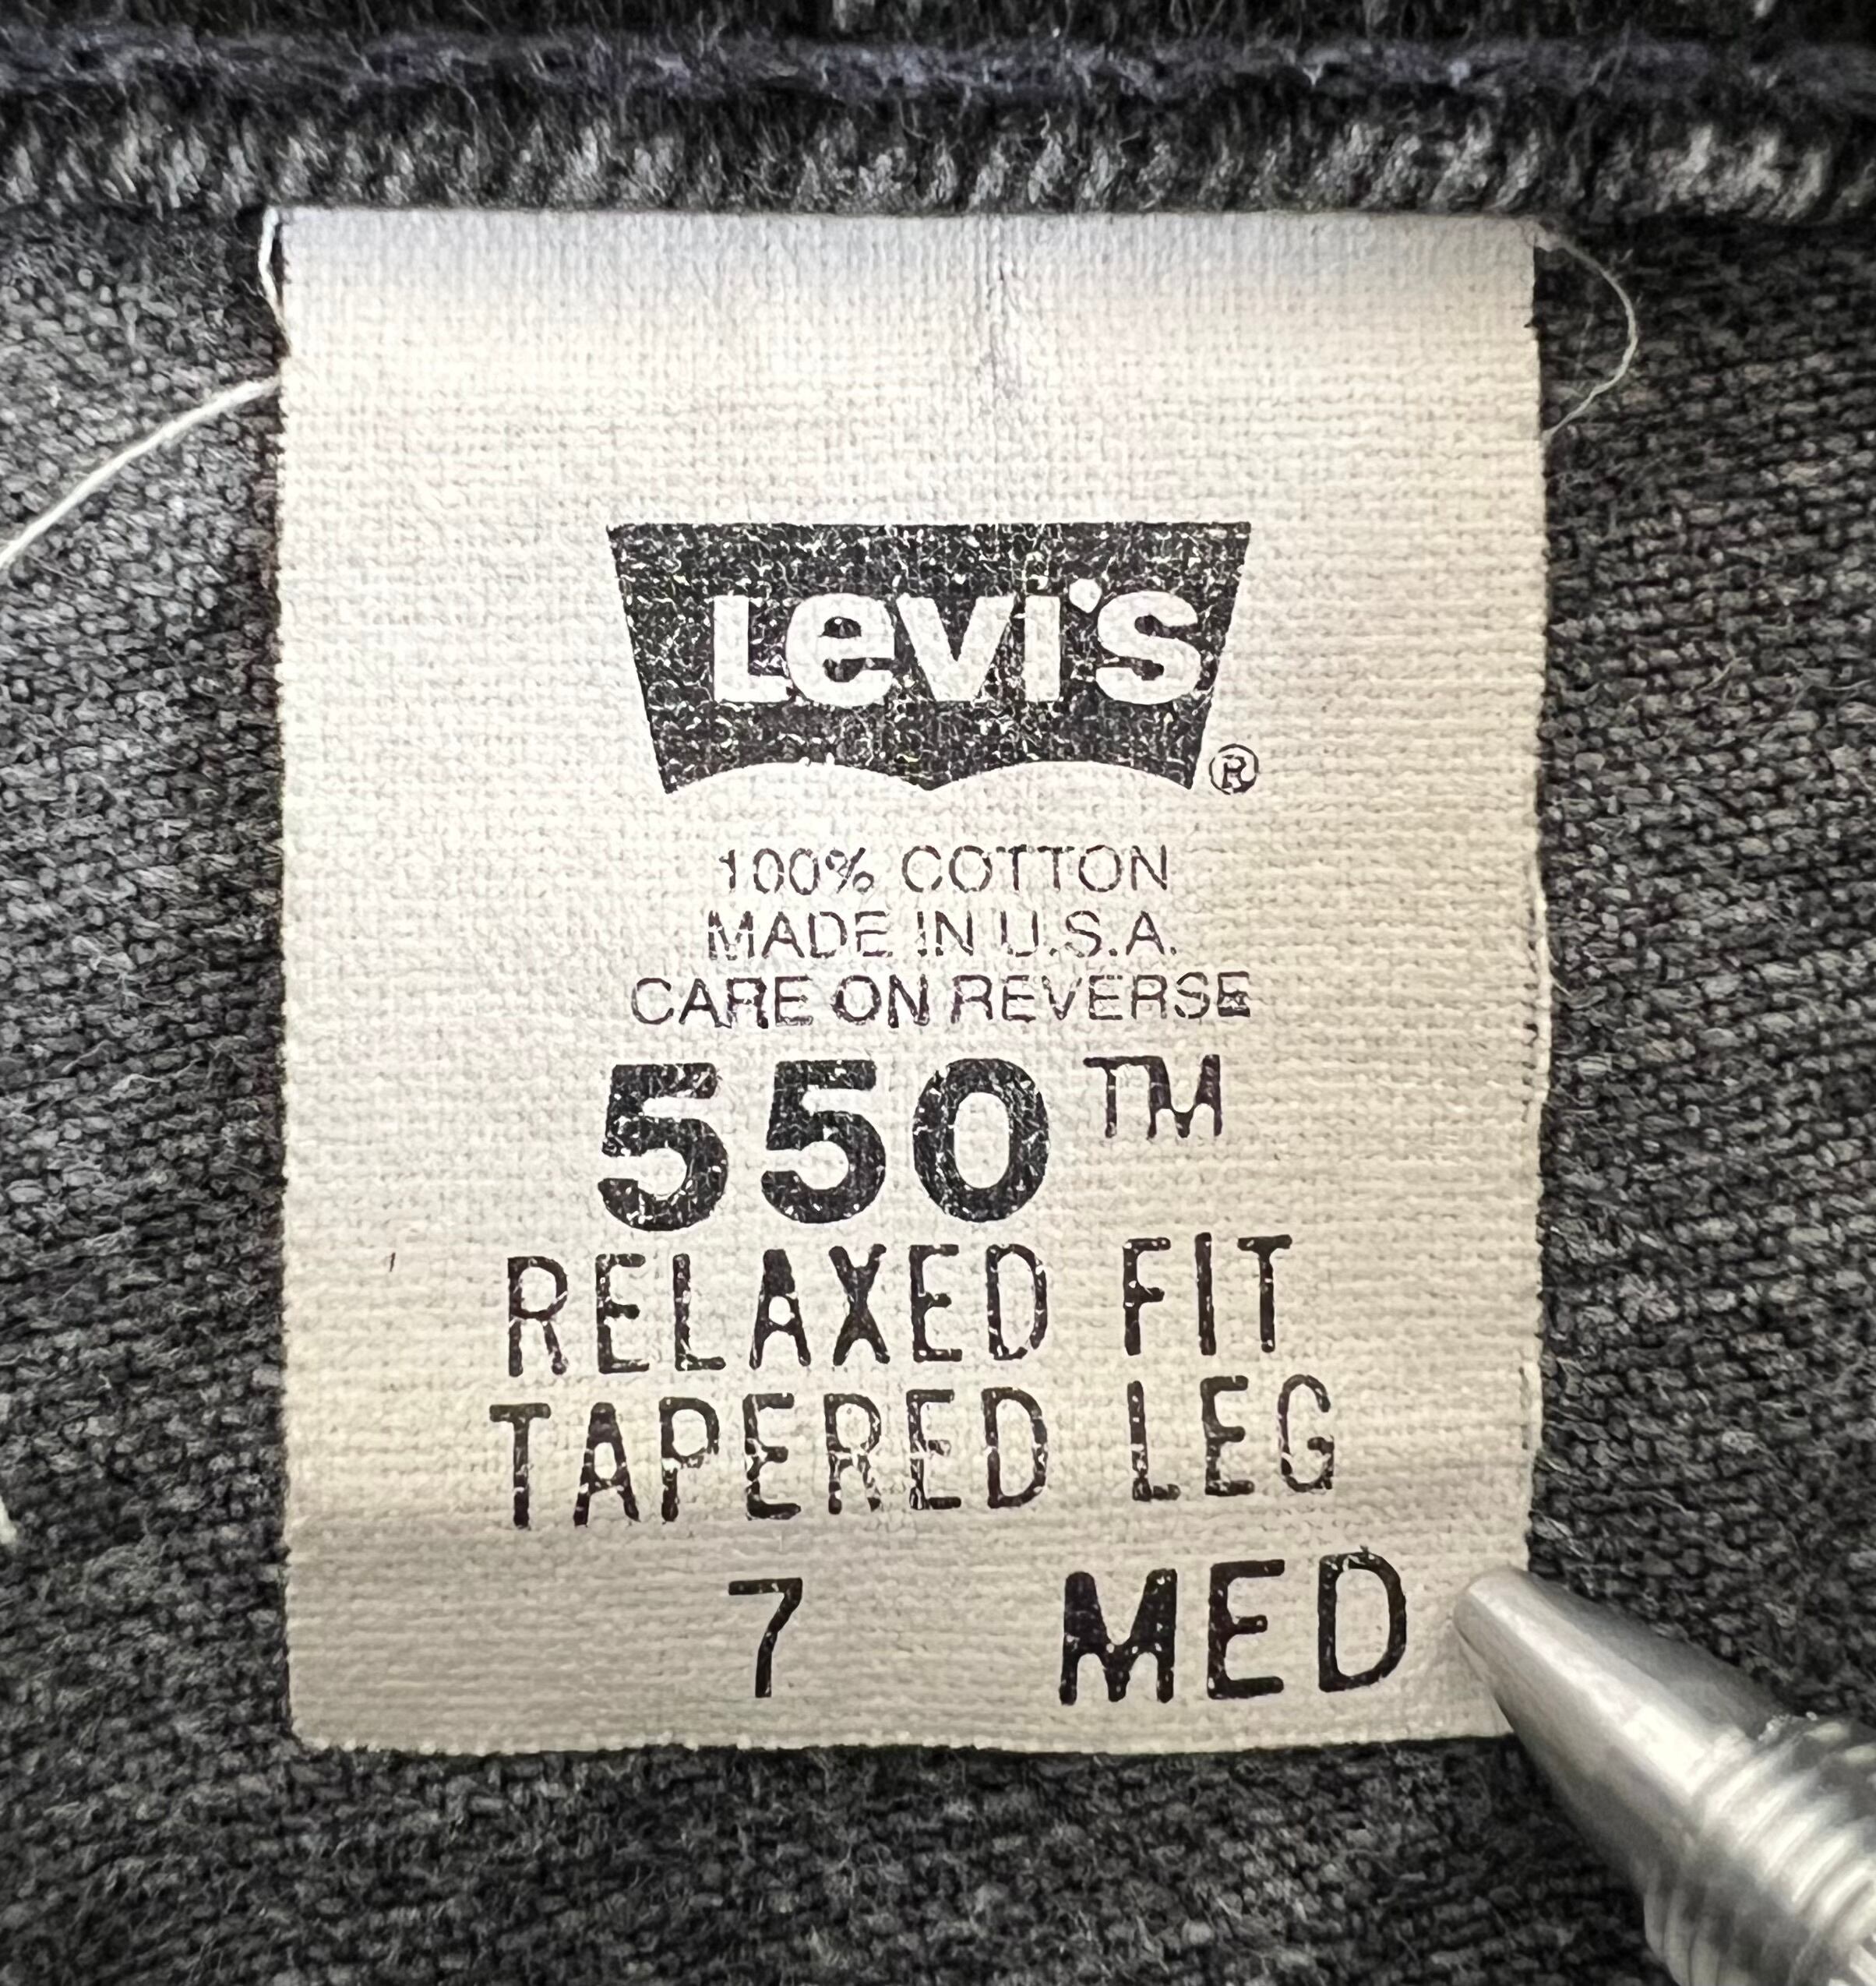 Levi's ®
100% COTTON
MADE IN U.S.A.
CARE ON REVERSE
550™
RELAXED FIT
TAPERED LEG
7 MED